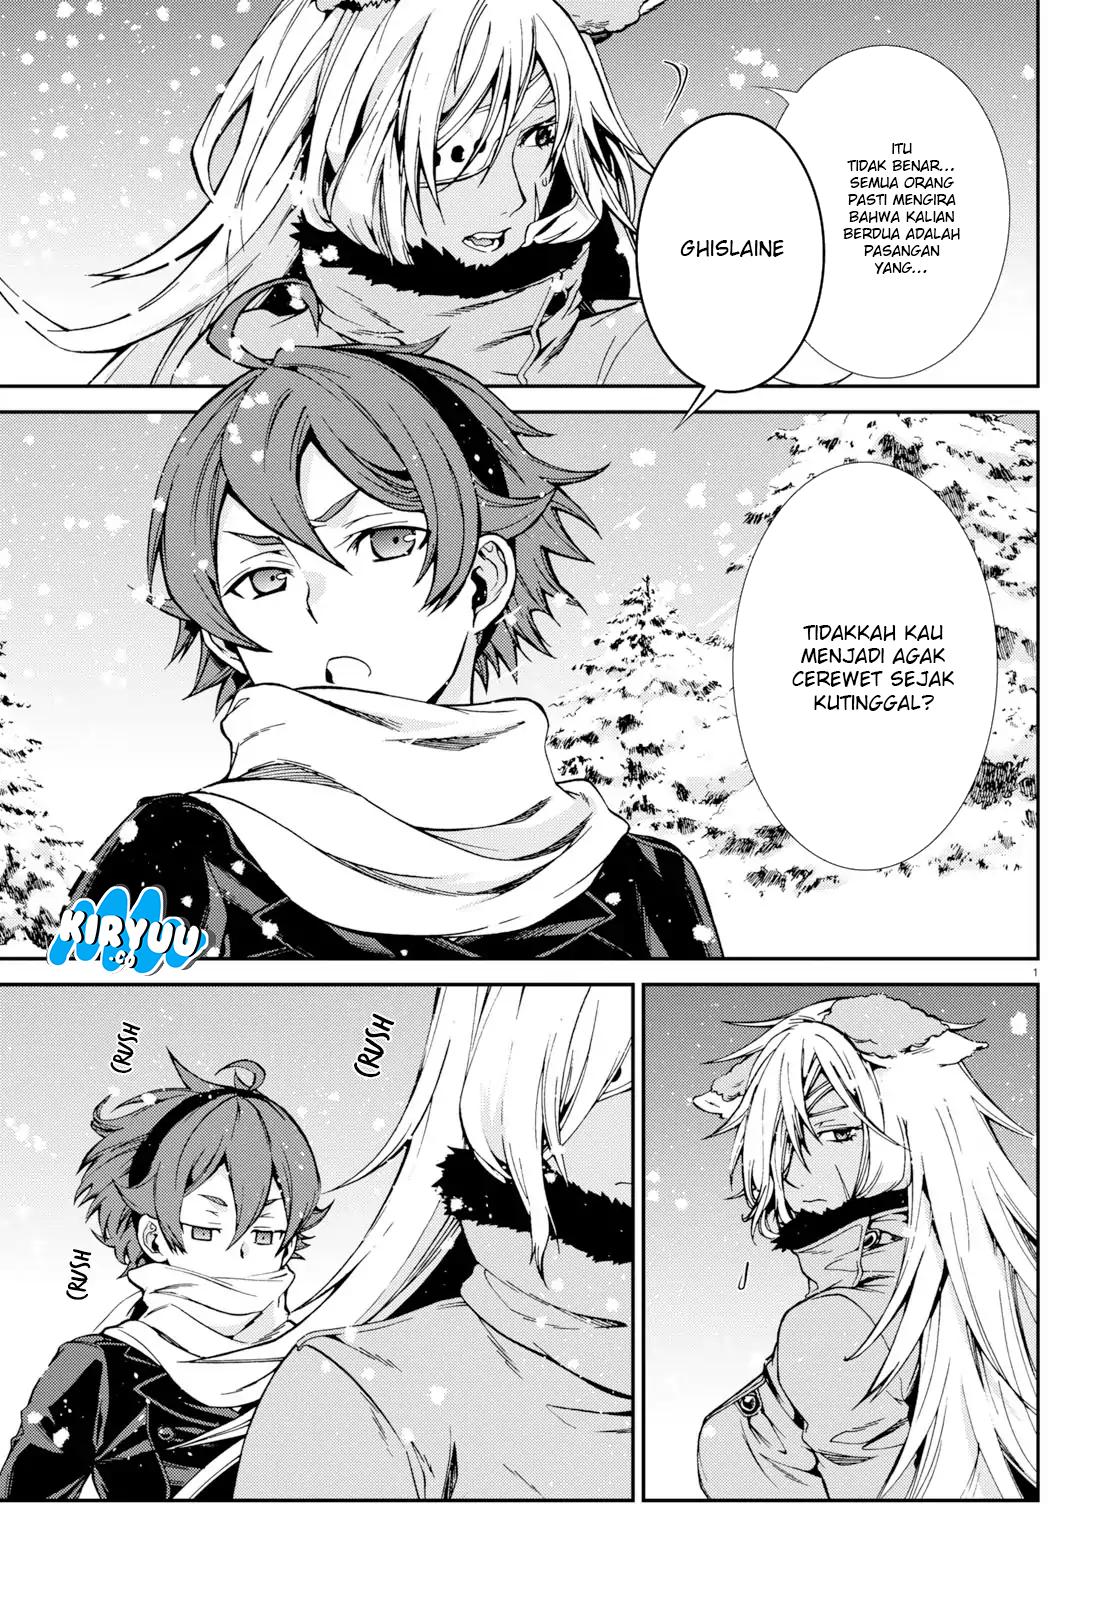 ITU
TIDAK BENAR...
SEMUA ORANG
PASTI MENGIRA
BAHWA KALIAN
BERDUA ADALAH
PASANGAN
YANG...
GHISLAINE
TIDAKKAH KAU
MENJADI AGAK
CEREWET SEJAK
KUTINGGAL?
KIRYUU
.CO
1
CRUSH
CRUSH
CRUSH